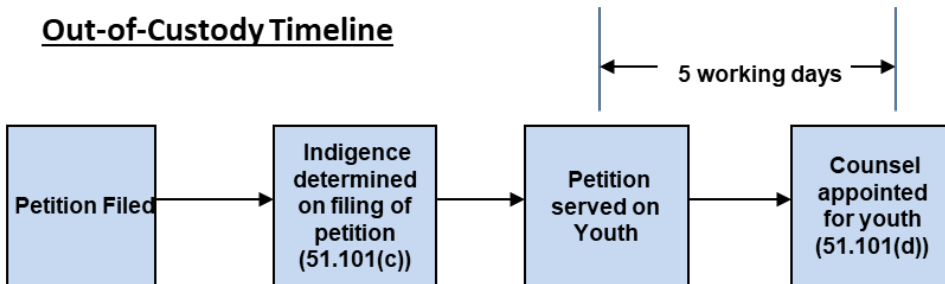 Out-of-Custody Timeline
5 working days
Petition Filed
Indigence
determined
on filing of
petition
(51.101(c))
Petition
served on
Youth
Counsel
appointed
for youth
(51.101(d))